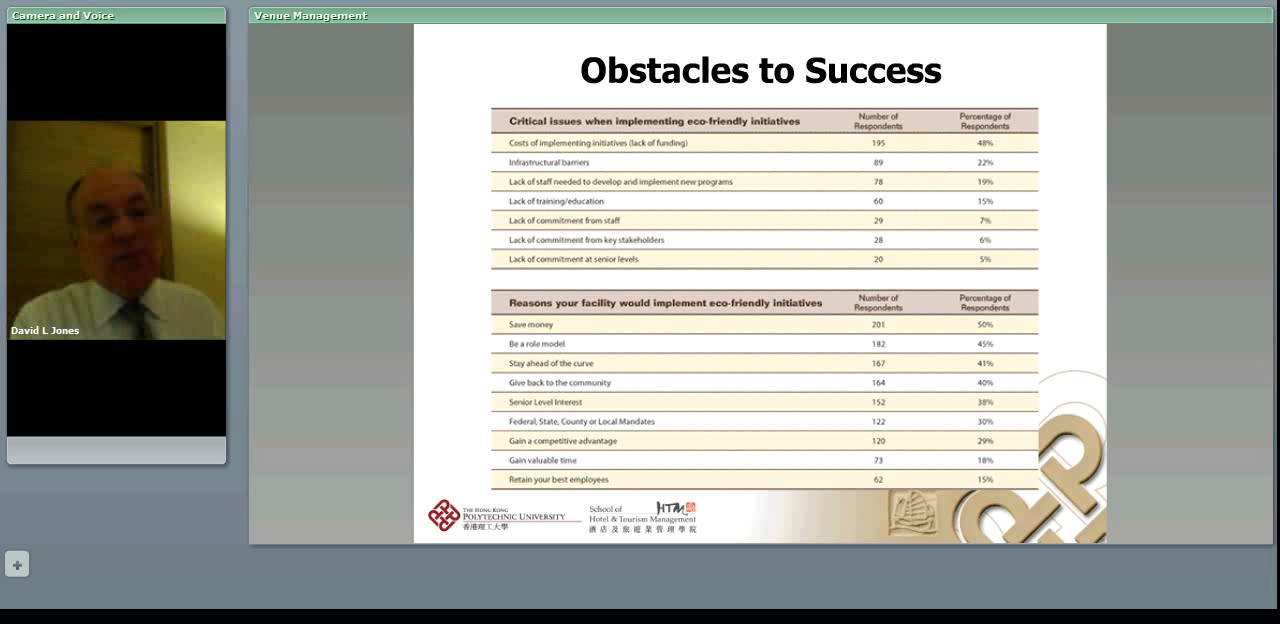 Camera and Voice
David L Jones
Venue Management
Obstacles to Success
Critical issues when implementing eco-friendly initiatives Number of Respondents Percentage of Respondents
Costs of implementing initiatives (lack of funding) 195 48%
Infrastructural barriers 89 22%
Lack of staff needed to develop and implement new programs 78 19%
Lack of training/education 60 15%
Lack of commitment from staff 29 7%
Lack of commitment from key stakeholders 28 6%
Lack of commitment at senior levels 20 5%
Reasons your facility would implement eco-friendly initiatives Number of Respondents Percentage of Respondents
Save money 201 50%
Be a role model 182 45%
Stay ahead of the curve 167 41%
Give back to the community 164 40%
Senior Level Interest 152 38%
Federal, State, County or Local Mandates 122 30%
Gain a competitive advantage 120 29%
Gain valuable time 73 18%
Retain your best employees 62 15%
THE HONG KONG
POLYTECHNIC UNIVERSITY
香港理工大學
School of HTM
Hotel & Tourism Management
酒店及旅遊業管理學院